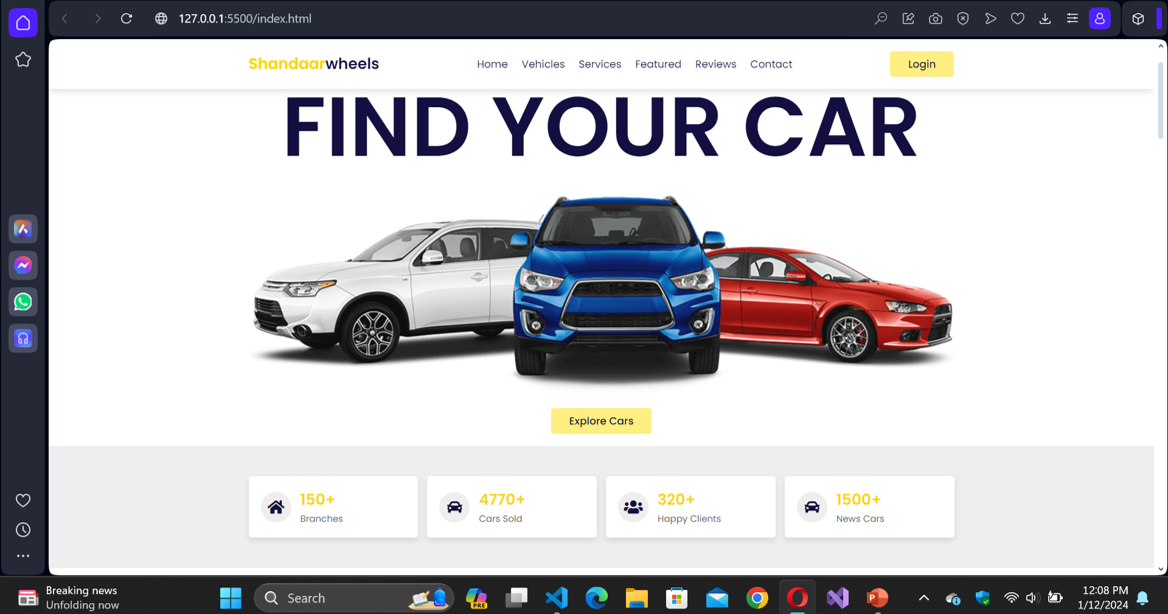 127.0.0.1:5500/index.html
Shandaarwheels
Home Vehicles Services Featured Reviews Contact
Login
FIND YOUR CAR
Explore Cars
150+
Branches
4770+
Cars Sold
320+
Happy Clients
1500+
News Cars
Breaking news
Unfolding now
Search
PRE
12:08 PM
1/12/2024